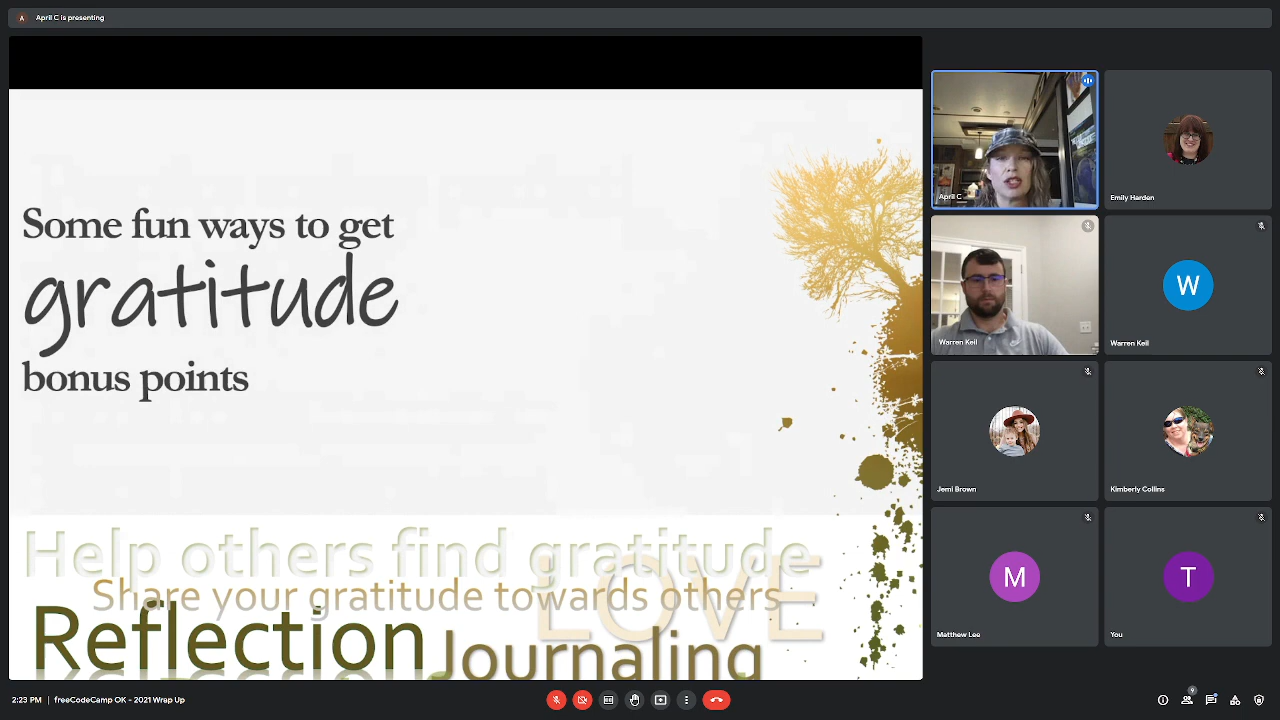 A
April C is presenting
Some fun ways to get
gratitude
bonus points
Help others find gratitude
LOVE
Share your gratitude towards others
Reflection
Journaling
April C
Emily Harden
Warren Keil
W
Warren Keil
Jemi Brown
Kimberly Collins
M
Matthew Lee
T
You
2:23 PM | freeCodeCamp OK - 2021 Wrap Up
9